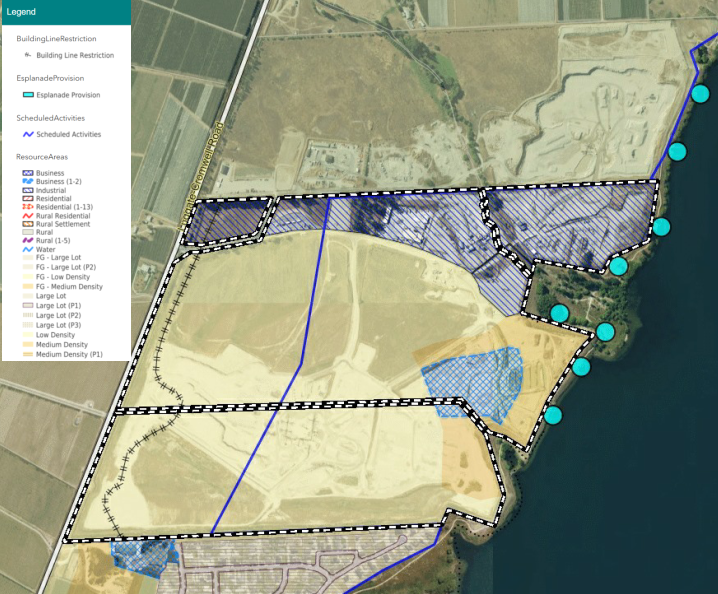 Legend
BuildingLineRestriction
Building Line Restriction
EsplanadeProvision
Esplanade Provision
ScheduledActivities
Scheduled Activities
ResourceAreas
Business
Business (1-2)
Industrial
Residential
Residential (1-13)
Rural Residential
Rural Settlement
Rural
Rural (1-5)
Water
FG - Large Lot
FG - Large Lot (P2)
FG - Low Density
FG - Medium Density
Large Lot
Large Lot (P1)
Large Lot (P2)
Large Lot (P3)
Low Density
Medium Density
Medium Density (P1)
Cromwell Road